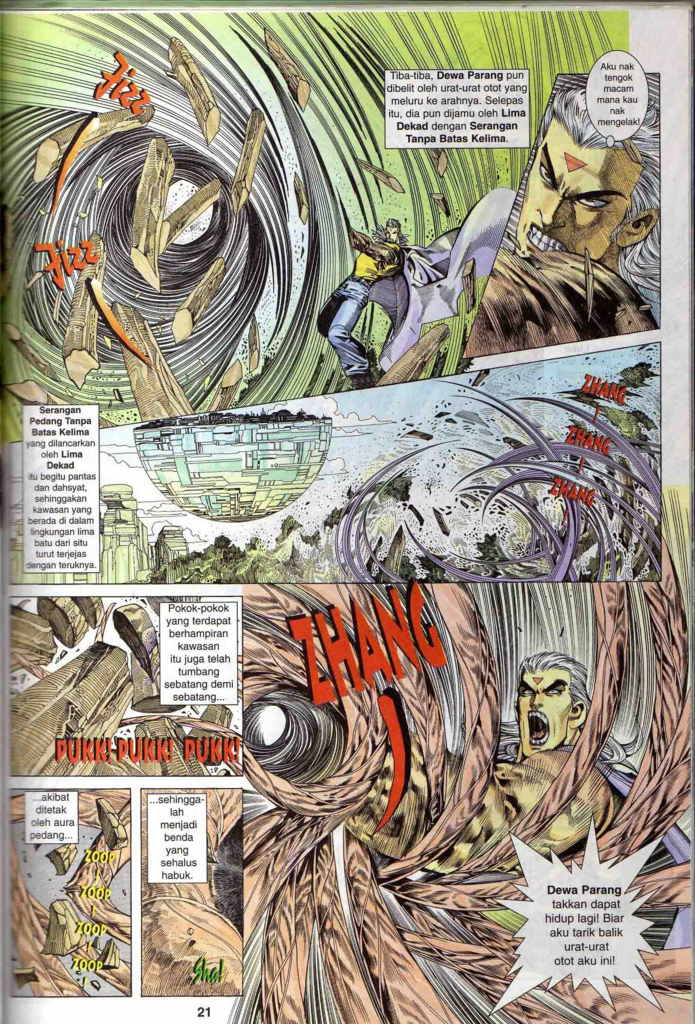 Jizz
Tiba-tiba, Dewa Parang pun
dibelit oleh urat-urat otot yang
meluru ke arahnya. Selepas
itu, dia pun dijamu oleh Lima
Dekad dengan Serangan
Tanpa Batas Kelima.
Aku nak
tengok
macam
mana kau
nak
mengelak!
Jizz
Serangan
Pedang Tanpa
Batas Kelima
yang dilancarkan
oleh Lima
Dekad
itu begitu pantas
dan dahsyat,
sehinggakan
kawasan yang
berada di dalam
lingkungan lima
batu dari situ
turut terjejas
dengan teruknya.
ZHANG
!
ZHANG
!
ZHANG
!
Pokok-pokok
yang terdapat
berhampiran
kawasan
itu juga telah
tumbang
sebatang demi
sebatang...
PUKK! PUKK! PUKK!
ZHANG
!
...akibat
ditetak
oleh aura
pedang...
ZOOP
!
ZOOP
!
ZOOP
!
ZOOP
!
...sehingga-
lah
menjadi
benda
yang
sehalus
habuk.
Sha!
Dewa Parang
takkan dapat
hidup lagi! Biar
aku tarik balik
urat-urat
otot aku ini!
21